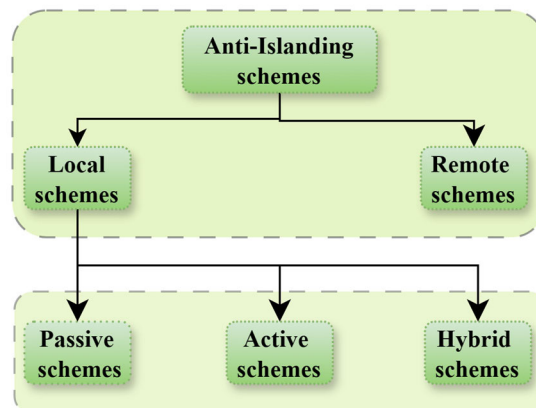 Anti-Islanding
schemes
Local
schemes
Remote
schemes
Passive
schemes
Active
schemes
Hybrid
schemes